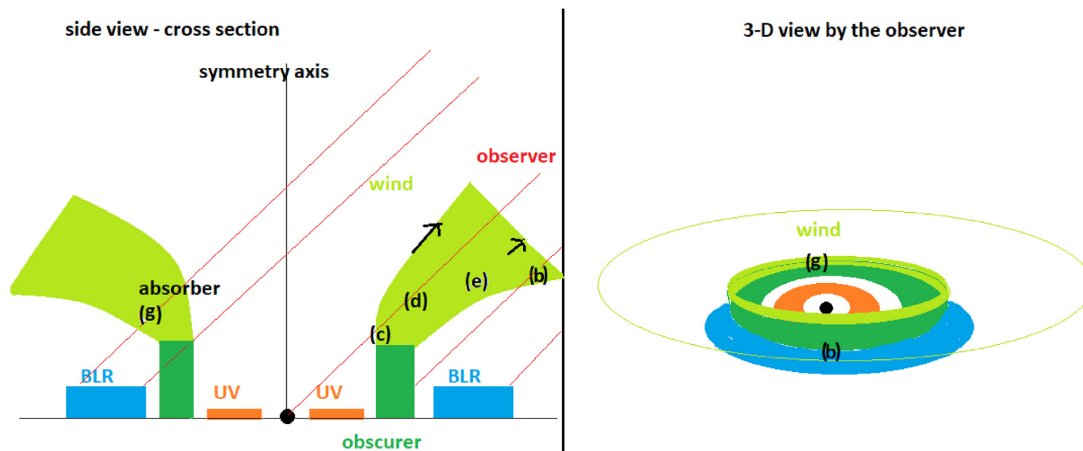 side view - cross section
symmetry axis
observer
wind
(b)
(e)
(d)
absorber
(g)
(c)
BLR
UV
UV
BLR
obscurer
3-D view by the observer
wind
(g)
(b)